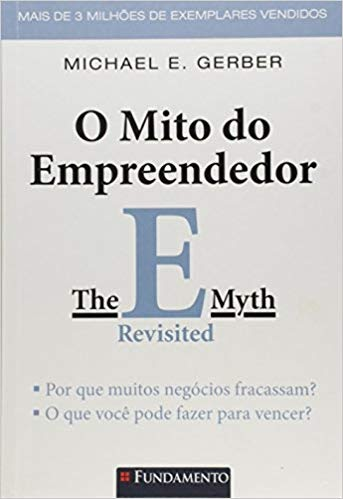 MAIS DE 3 MILHÕES DE EXEMPLARES VENDIDOS
MICHAEL E. GERBER
O Mito do
Empreendedor
The E Myth
Revisited
▪ Por que muitos negócios fracassam?
▪ O que você pode fazer para vencer?
FUNDAMENTO